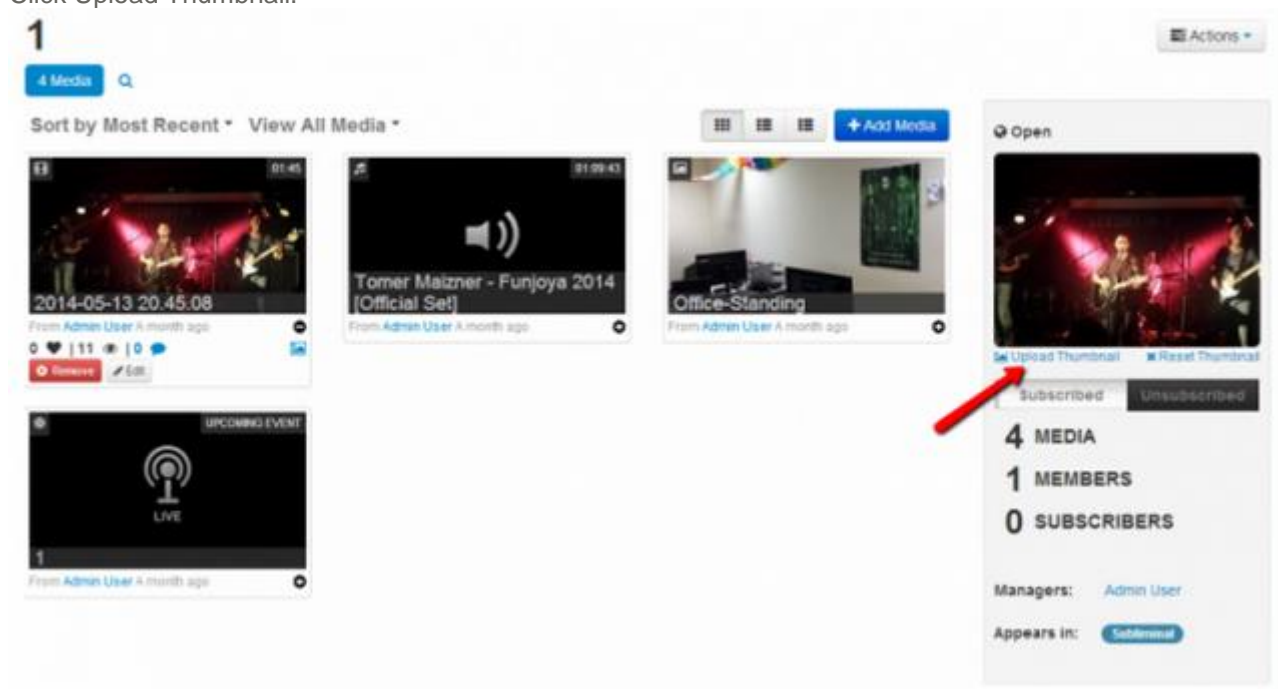 Click Upload Thumbnail.
1
Actions
4 Media
Sort by Most Recent View All Media
+ Add Media
Open
01:45
2014-05-13 20.45.08
From Admin User A month ago
0 | 11 | 0
Remove Edit
01:09:43
Tomer Maizner - Funjoya 2014
[Official Set]
From Admin User A month ago
Office-Standing
From Admin User A month ago
Upload Thumbnail Reset Thumbnail
Subscribed Unsubscribed
4 MEDIA
1 MEMBERS
0 SUBSCRIBERS
UPCOMING EVENT
LIVE
1
From Admin User A month ago
Managers: Admin User
Appears in: Subliminal